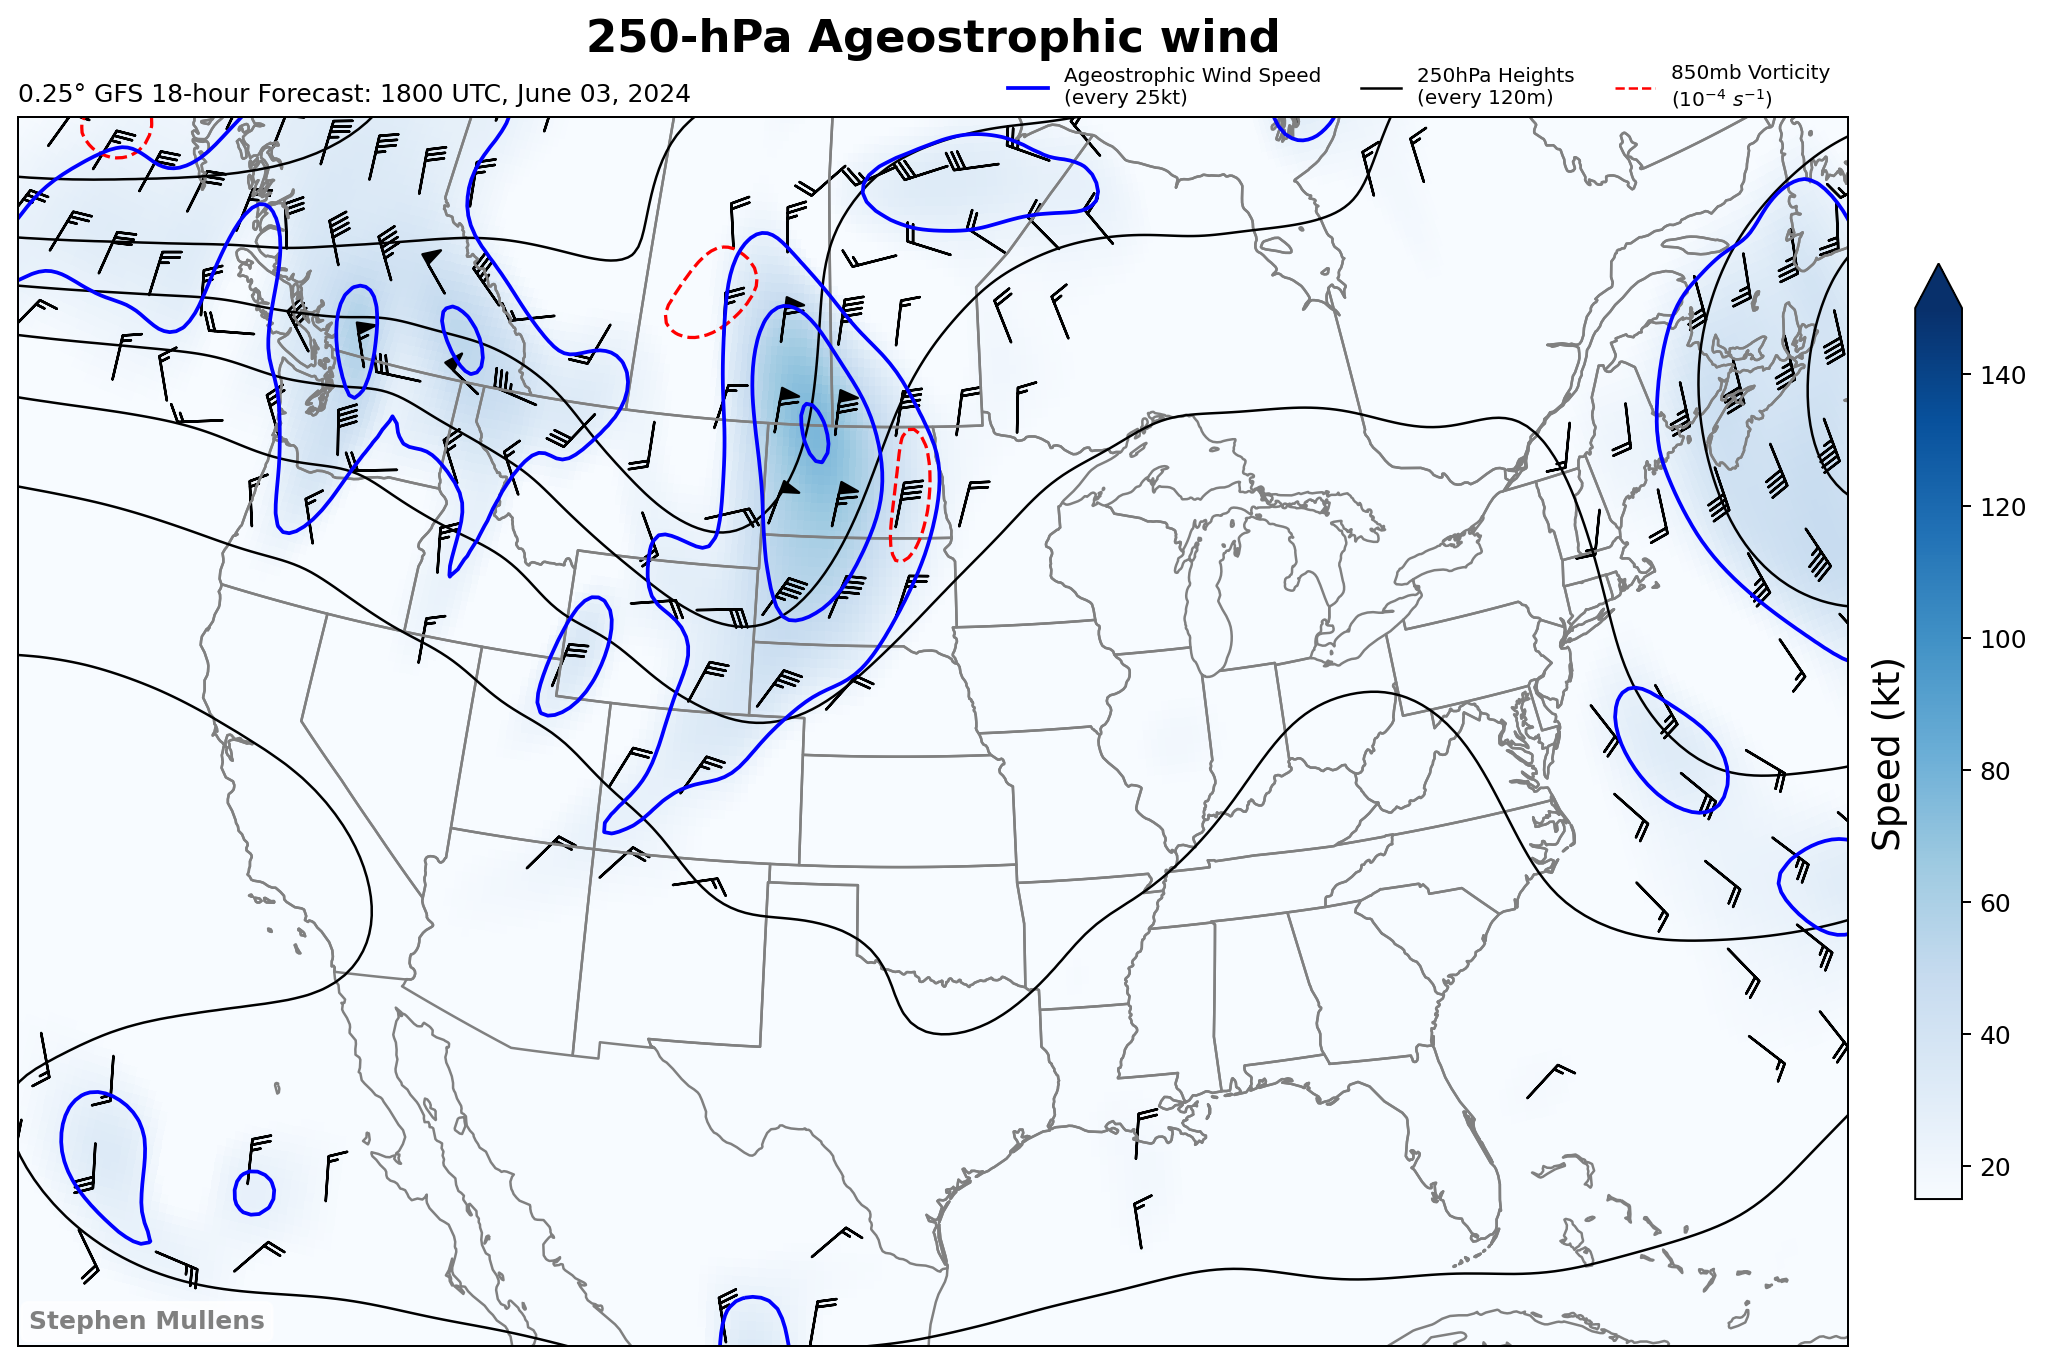 250-hPa Ageostrophic wind
0.25° GFS 18-hour Forecast: 1800 UTC, June 03, 2024
Ageostrophic Wind Speed
(every 25kt)
250hPa Heights
(every 120m)
850mb Vorticity
(10⁻⁴ s⁻¹)
140
120
100
80
60
40
20
Speed (kt)
Stephen Mullens